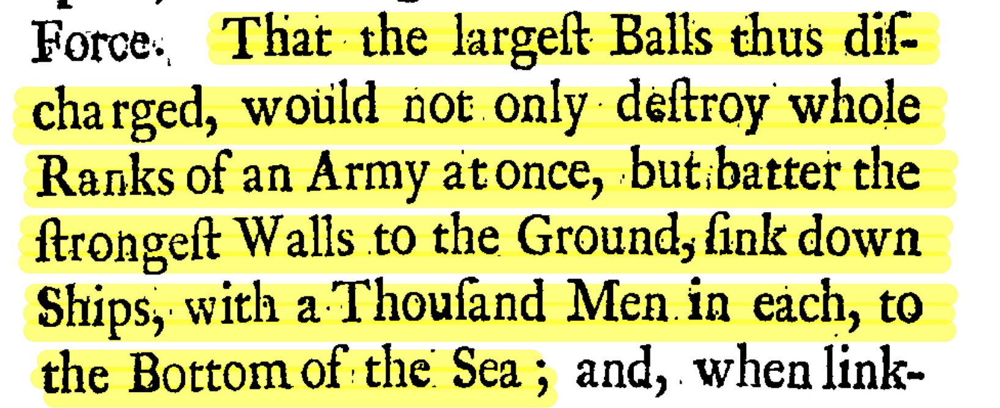 Force. That the largeſt Balls thus diſ-
charged, would not only deſtroy whole
Ranks of an Army at once, but batter the
ſtrongeſt Walls to the Ground, ſink down
Ships, with a Thouſand Men in each, to
the Bottom of the Sea; and, when link-